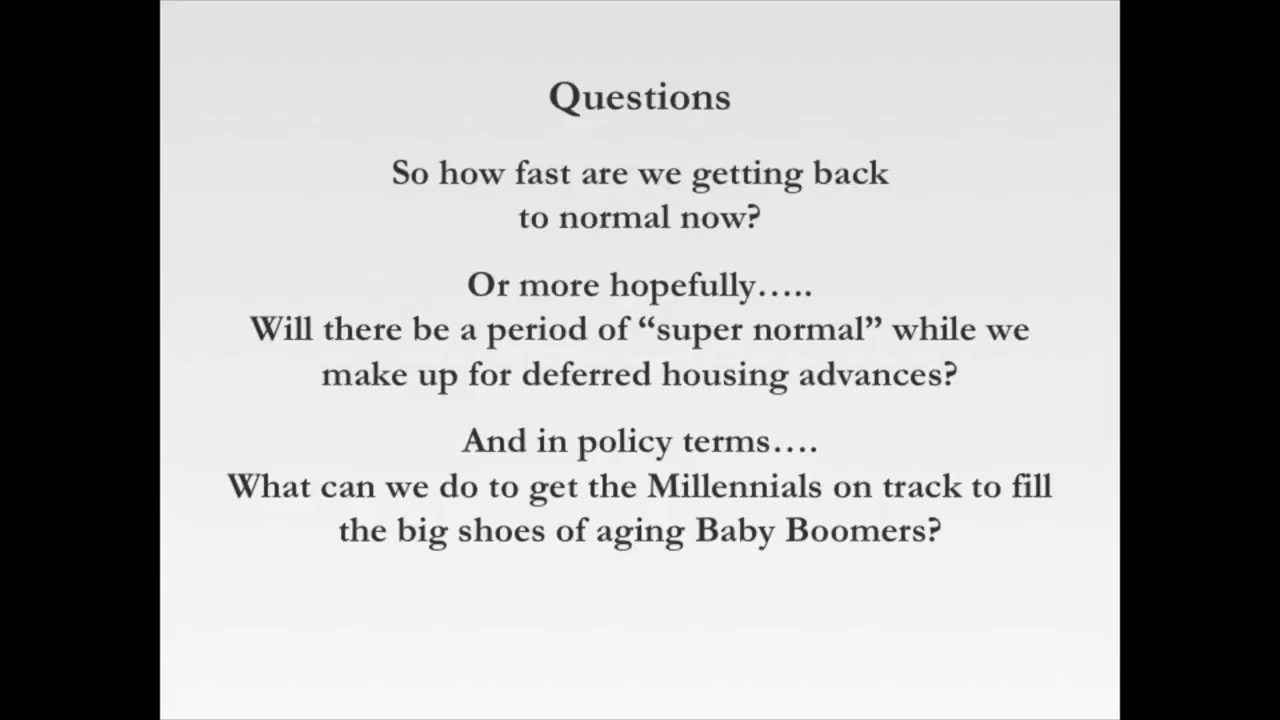 Questions
So how fast are we getting back
to normal now?
Or more hopefully…..
Will there be a period of “super normal” while we
make up for deferred housing advances?
And in policy terms….
What can we do to get the Millennials on track to fill
the big shoes of aging Baby Boomers?